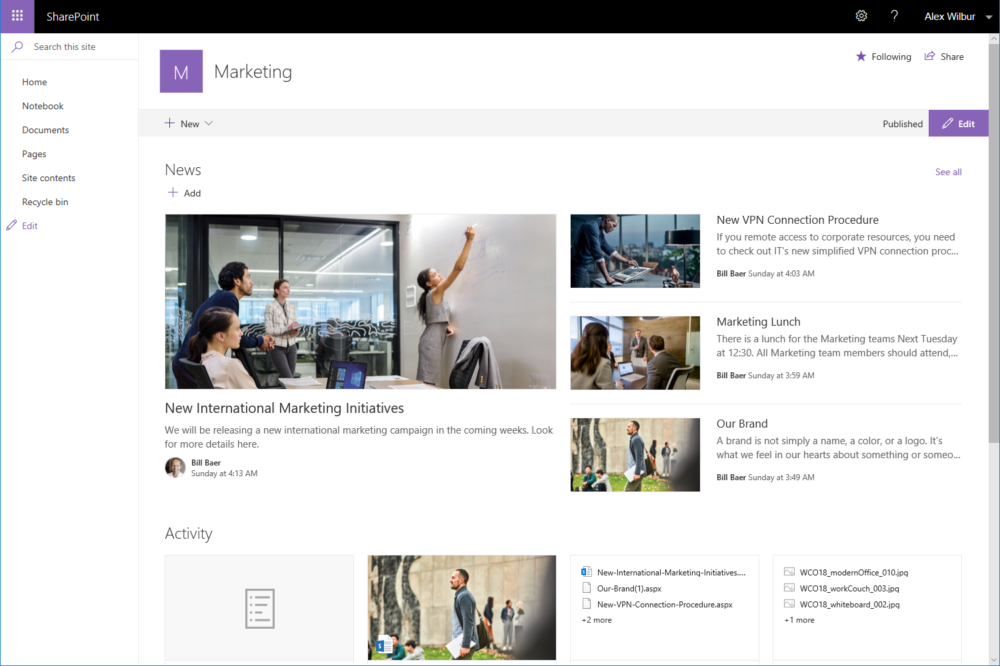 SharePoint
Alex Wilbur
Search this site
Home
Notebook
Documents
Pages
Site contents
Recycle bin
Edit
M
Marketing
Following
Share
New
Published
Edit
News
See all
Add
New International Marketing Initiatives
We will be releasing a new international marketing campaign in the coming weeks. Look
for more details here.
Bill Baer
Sunday at 4:13 AM
New VPN Connection Procedure
If you remote access to corporate resources, you need
to check out IT's new simplified VPN connection proc...
Bill Baer Sunday at 4:03 AM
Marketing Lunch
There is a lunch for the Marketing teams Next Tuesday
at 12:30. All Marketing team members should attend,...
Bill Baer Sunday at 3:59 AM
Our Brand
A brand is not simply a name, a color, or a logo. It's
what we feel in our hearts about something or someo...
Bill Baer Sunday at 3:49 AM
Activity
New-International-Marketing-Initiatives....
Our-Brand(1).aspx
New-VPN-Connection-Procedure.aspx
+2 more
WCO18_modernOffice_010.jpg
WCO18_workCouch_003.jpg
WCO18_whiteboard_002.jpg
+1 more